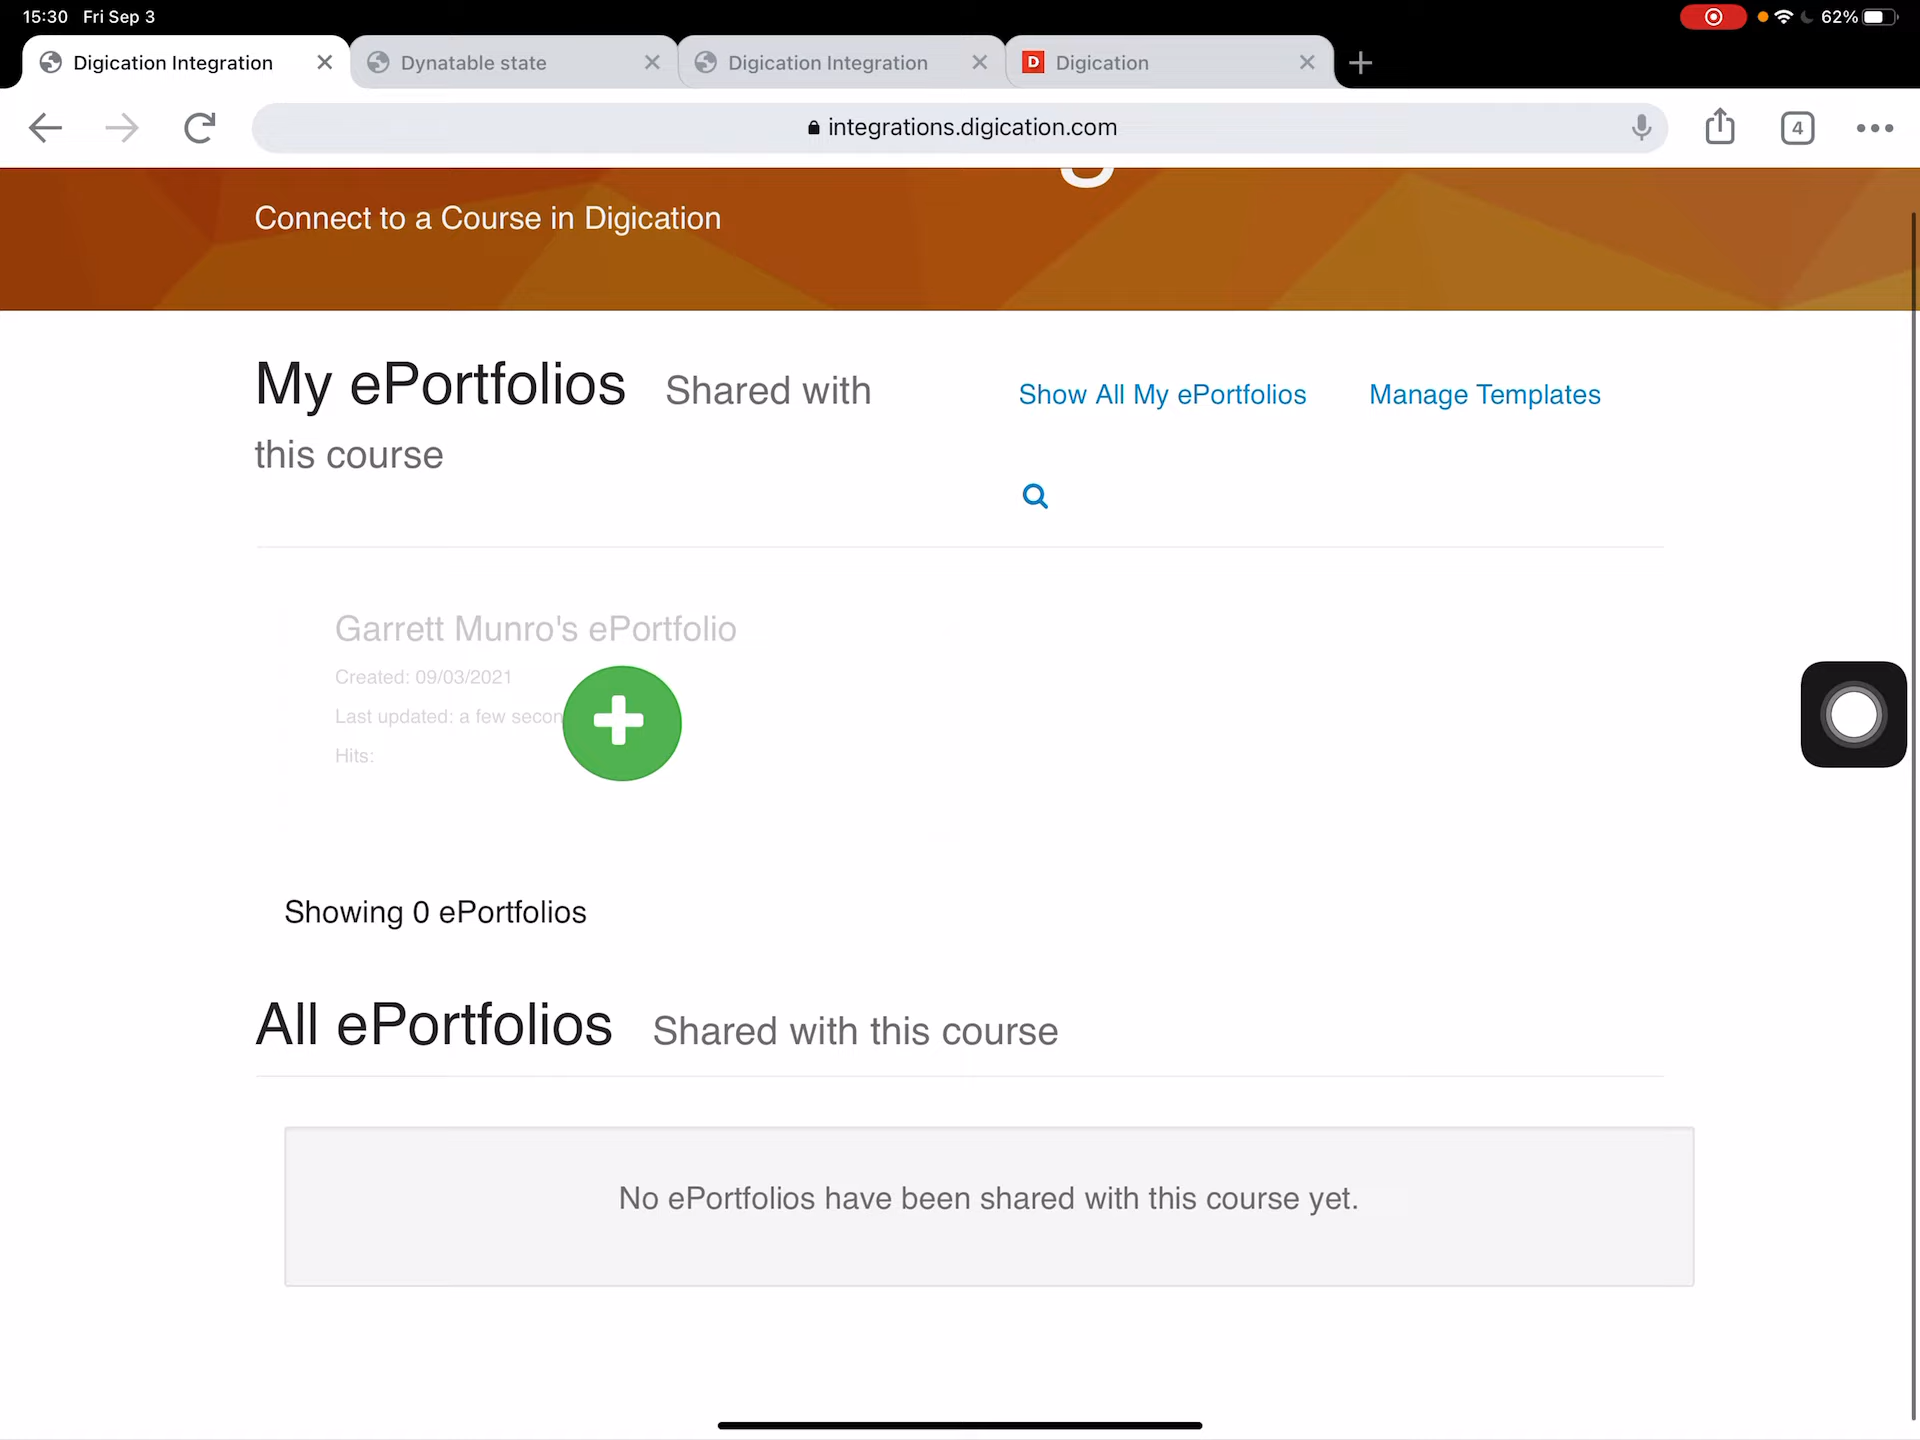 15:30 Fri Sep 3
62%
Digication Integration
Dynatable state
Digication Integration
D Digication
integrations.digication.com
4
Connect to a Course in Digication
My ePortfolios Shared with
this course
Show All My ePortfolios
Manage Templates
Garrett Munro's ePortfolio
Created: 09/03/2021
Last updated: a few secon
Hits:
Showing 0 ePortfolios
All ePortfolios Shared with this course
No ePortfolios have been shared with this course yet.